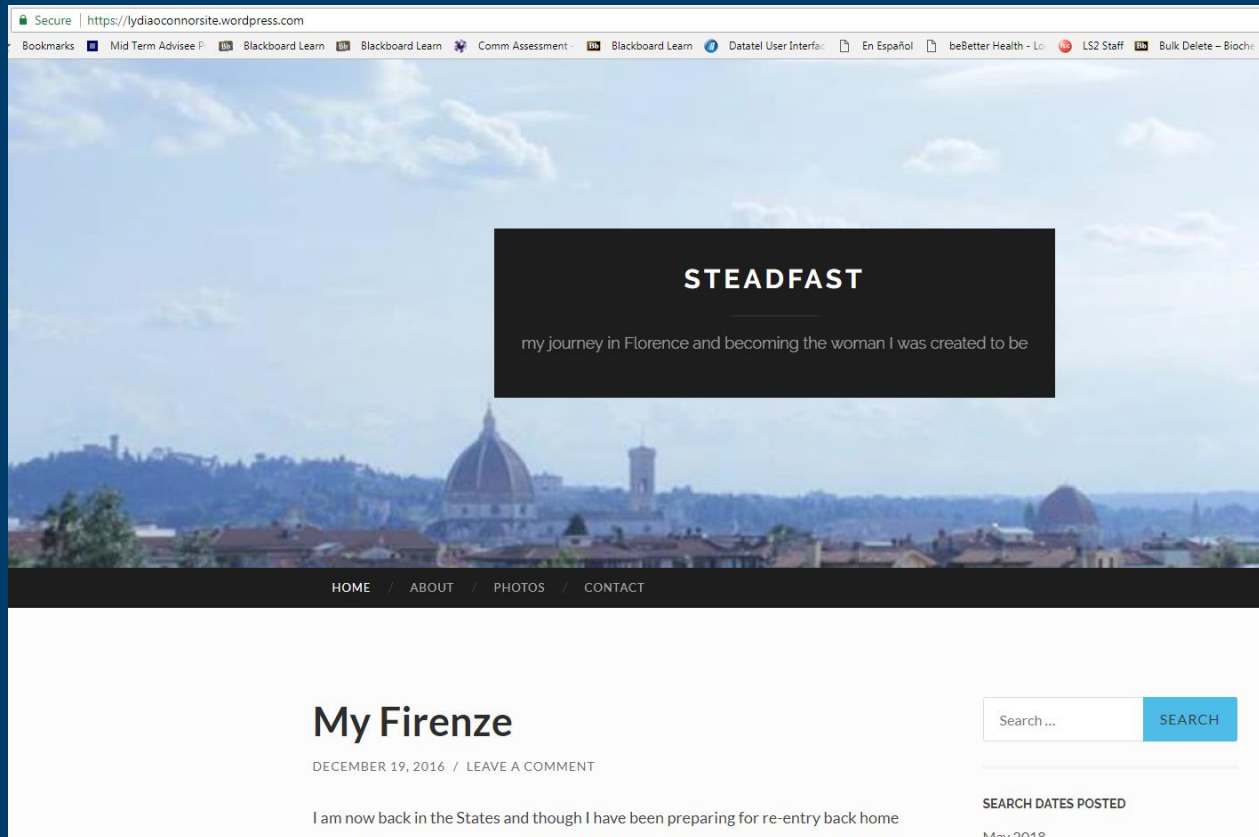 Secure | https://lydiaoconnorsite.wordpress.com
Bookmarks Mid Term Advisee P Bb Blackboard Learn Bb Blackboard Learn Comm Assessment - Bb Blackboard Learn Datatel User Interfac En Español beBetter Health - Lo LS2 Staff Bb Bulk Delete – Bioche
STEADFAST
my journey in Florence and becoming the woman I was created to be
HOME / ABOUT / PHOTOS / CONTACT
My Firenze
Search ... SEARCH
DECEMBER 19, 2016 / LEAVE A COMMENT
SEARCH DATES POSTED
I am now back in the States and though I have been preparing for re-entry back home
May 2018